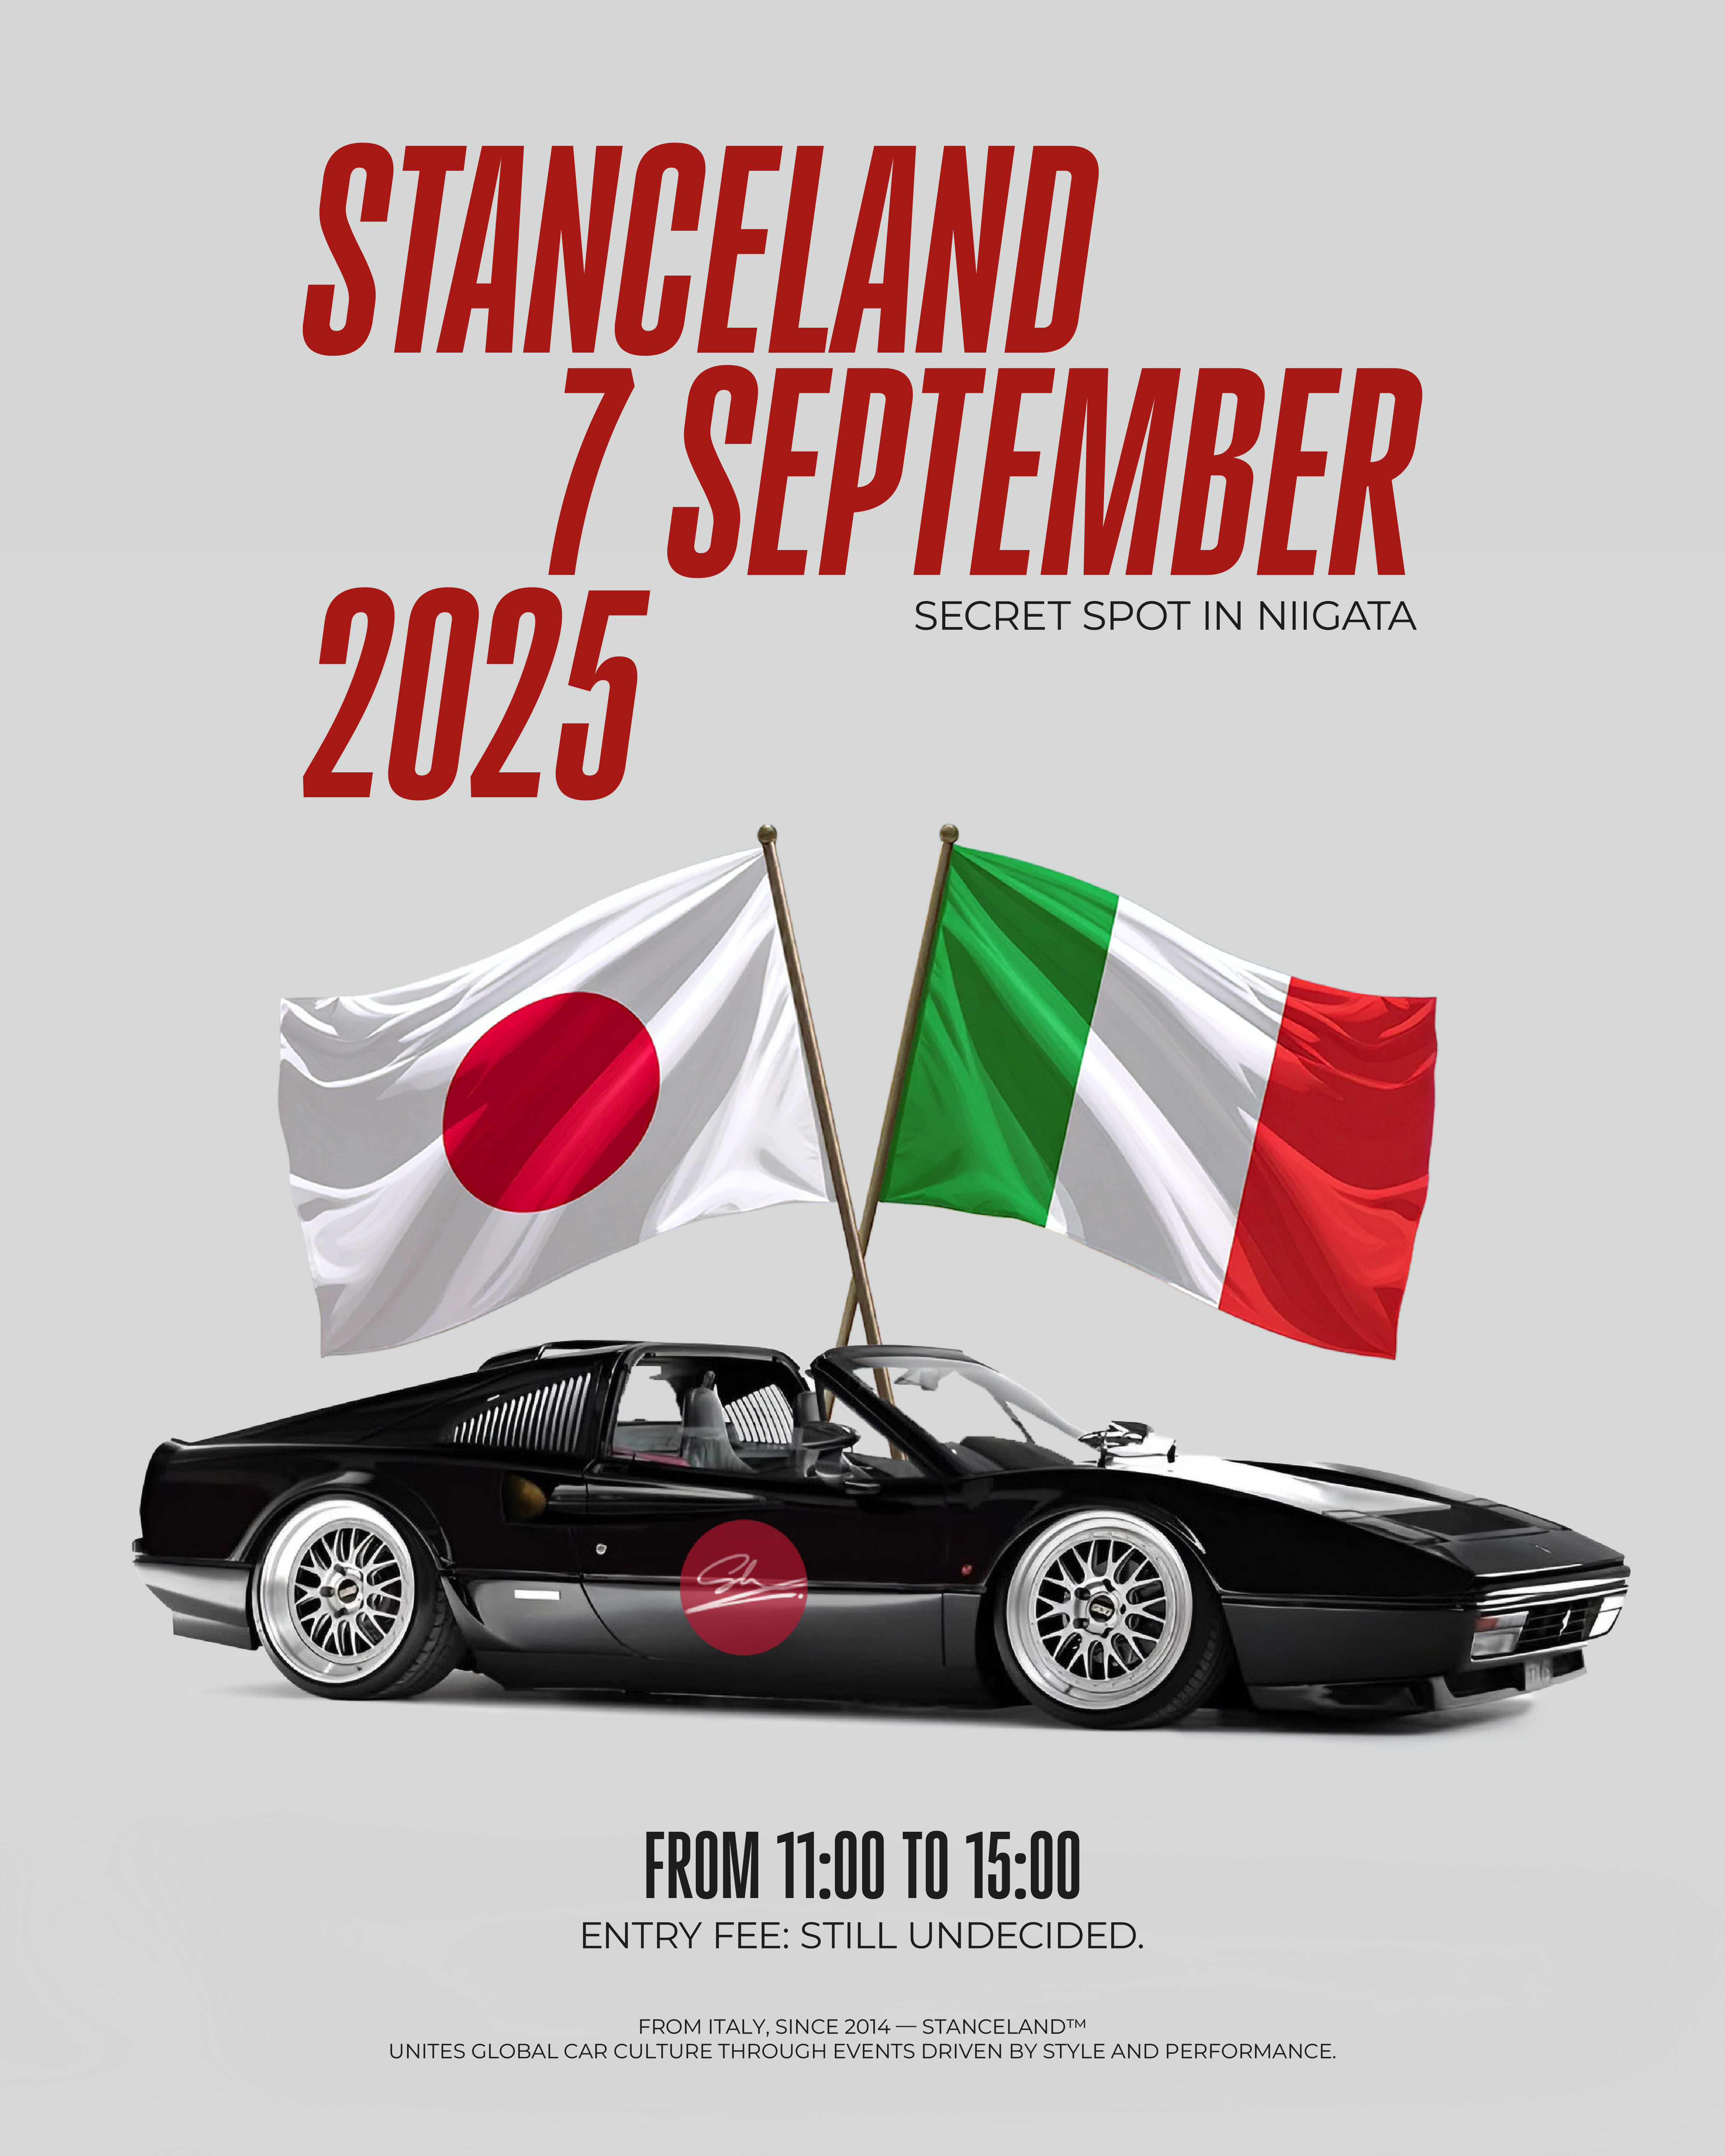 STANCELAND
7 SEPTEMBER
2025
SECRET SPOT IN NIIGATA
FROM 11:00 TO 15:00
ENTRY FEE: STILL UNDECIDED.
FROM ITALY, SINCE 2014 — STANCELAND™
UNITES GLOBAL CAR CULTURE THROUGH EVENTS DRIVEN BY STYLE AND PERFORMANCE.